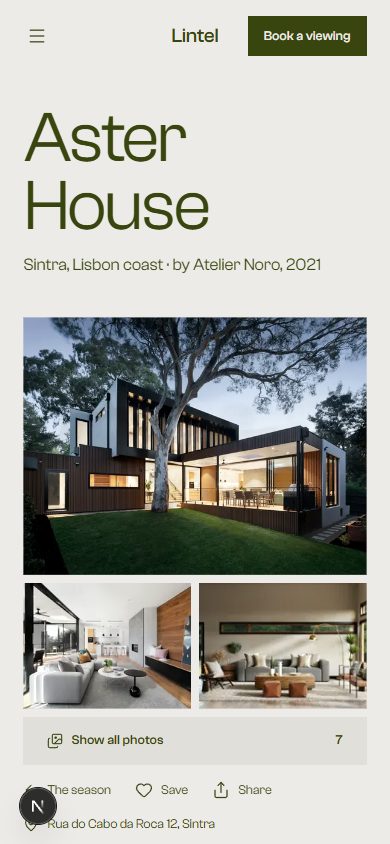 Lintel
Book a viewing
Aster
House
Sintra, Lisbon coast · by Atelier Noro, 2021
Show all photos
7
The season
Save
Share
N
Rua do Cabo da Roca 12, Sintra